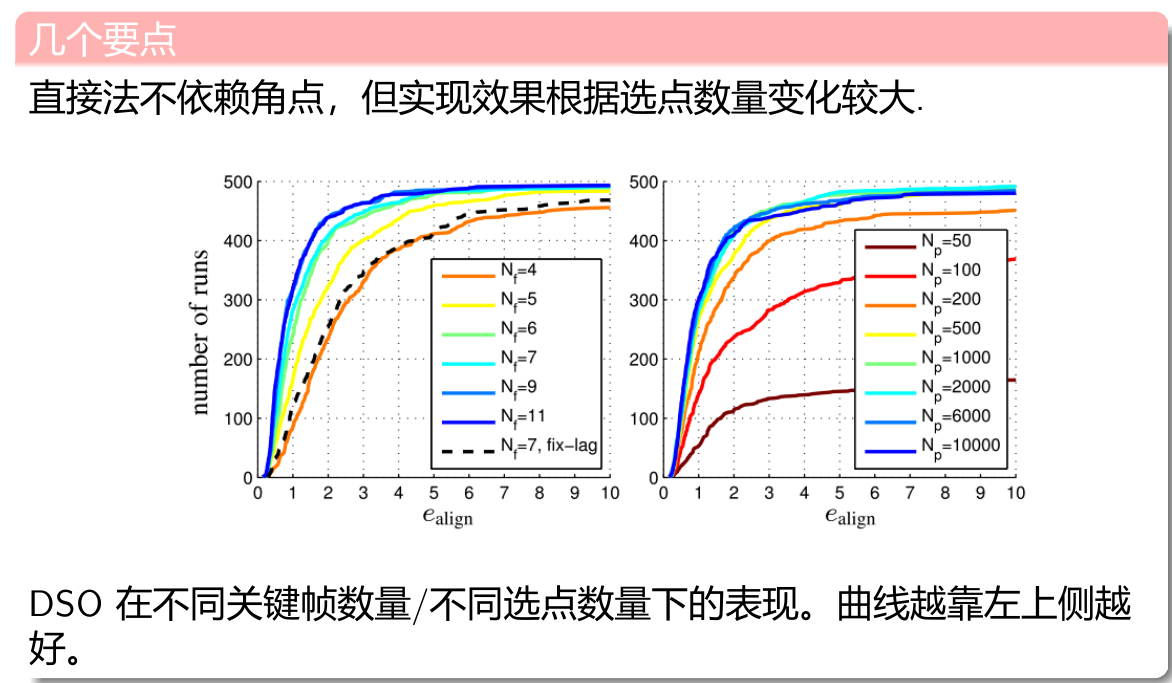 几个要点
直接法不依赖角点，但实现效果根据选点数量变化较大.
number of runs
500
400
300
200
100
0
0 1 2 3 4 5 6 7 8 9 10
e_align
N_f=4
N_f=5
N_f=6
N_f=7
N_f=9
N_f=11
N_f=7, fix−lag
500
400
300
200
100
0
0 1 2 3 4 5 6 7 8 9 10
e_align
N_p=50
N_p=100
N_p=200
N_p=500
N_p=1000
N_p=2000
N_p=6000
N_p=10000
DSO 在不同关键帧数量/不同选点数量下的表现。曲线越靠左上侧越
好。